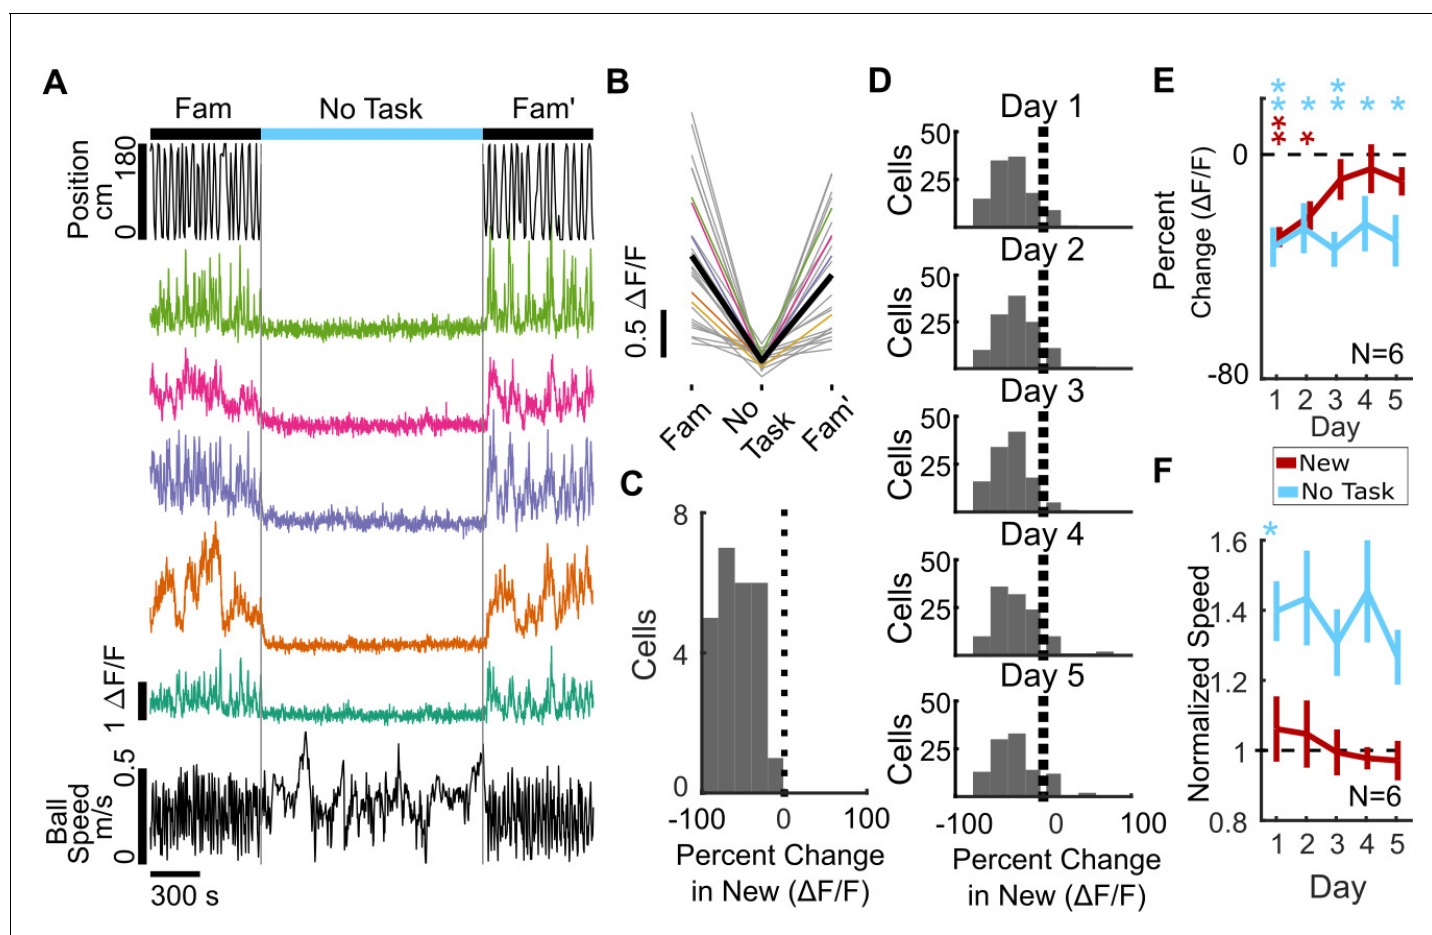 A
Fam
No Task
Fam'
Position
cm
180
0
1 ΔF/F
Ball
Speed
m/s
0.5
0
300 s
B
0.5 ΔF/F
Fam
No
Task
Fam'
C
8
4
0
Cells
-100
0
100
Percent Change
in New (ΔF/F)
D
Day 1
50
25
Cells
Day 2
50
25
Cells
Day 3
50
25
Cells
Day 4
50
25
Cells
Day 5
50
25
Cells
-100
0
100
Percent Change
in New (ΔF/F)
E
* * * * *
* *
* *
*
0
-80
Percent
Change (ΔF/F)
N=6
1 2 3 4 5
Day
New
No Task
F
*
1.6
1.4
1.2
1
0.8
Normalized Speed
N=6
1 2 3 4 5
Day